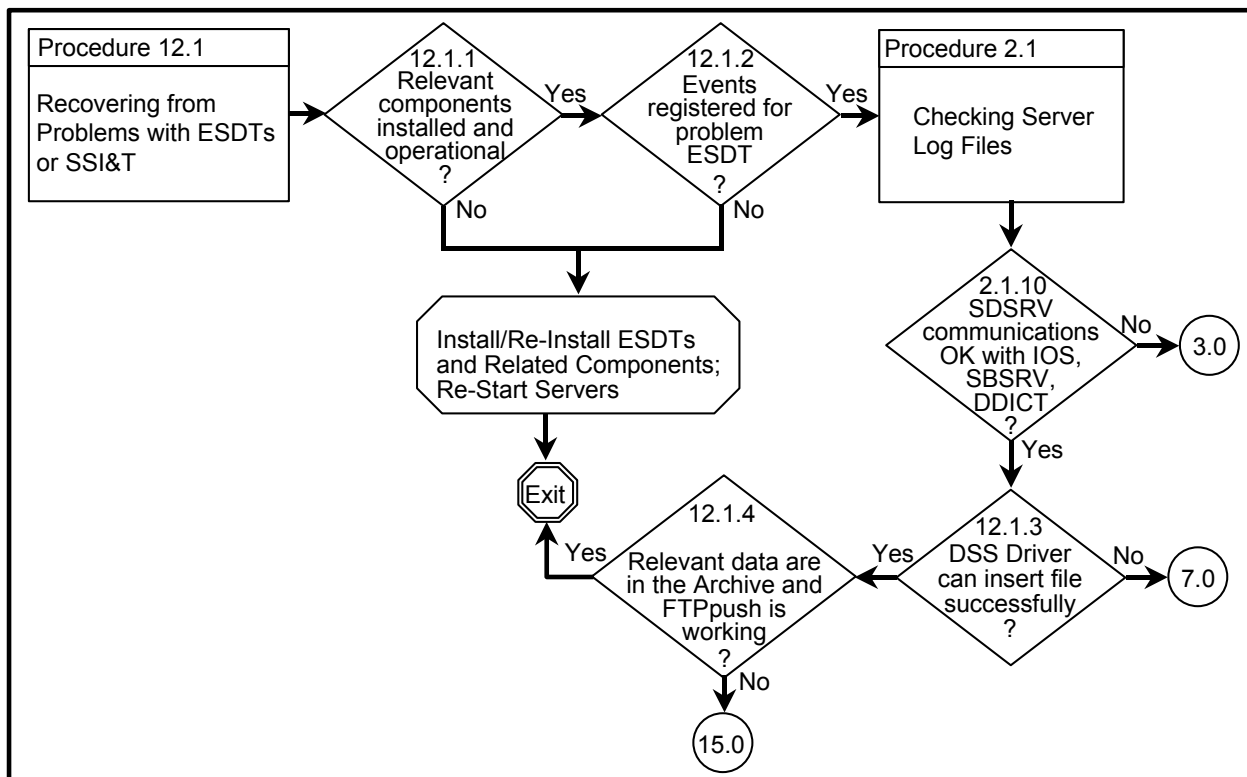 Procedure 12.1
Recovering from
Problems with ESDTs
or SSI&T
12.1.1
Relevant
components
installed and
operational
?
Yes
No
12.1.2
Events
registered for
problem
ESDT
?
Yes
No
Procedure 2.1
Checking Server
Log Files
2.1.10
SDSRV
communications
OK with IOS,
SBSRV,
DDICT
?
No
3.0
Yes
Install/Re-Install ESDTs
and Related Components;
Re-Start Servers
Exit
12.1.3
DSS Driver
can insert file
successfully
?
No
7.0
Yes
12.1.4
Relevant data are
in the Archive and
FTPpush is
working
?
Yes
No
15.0